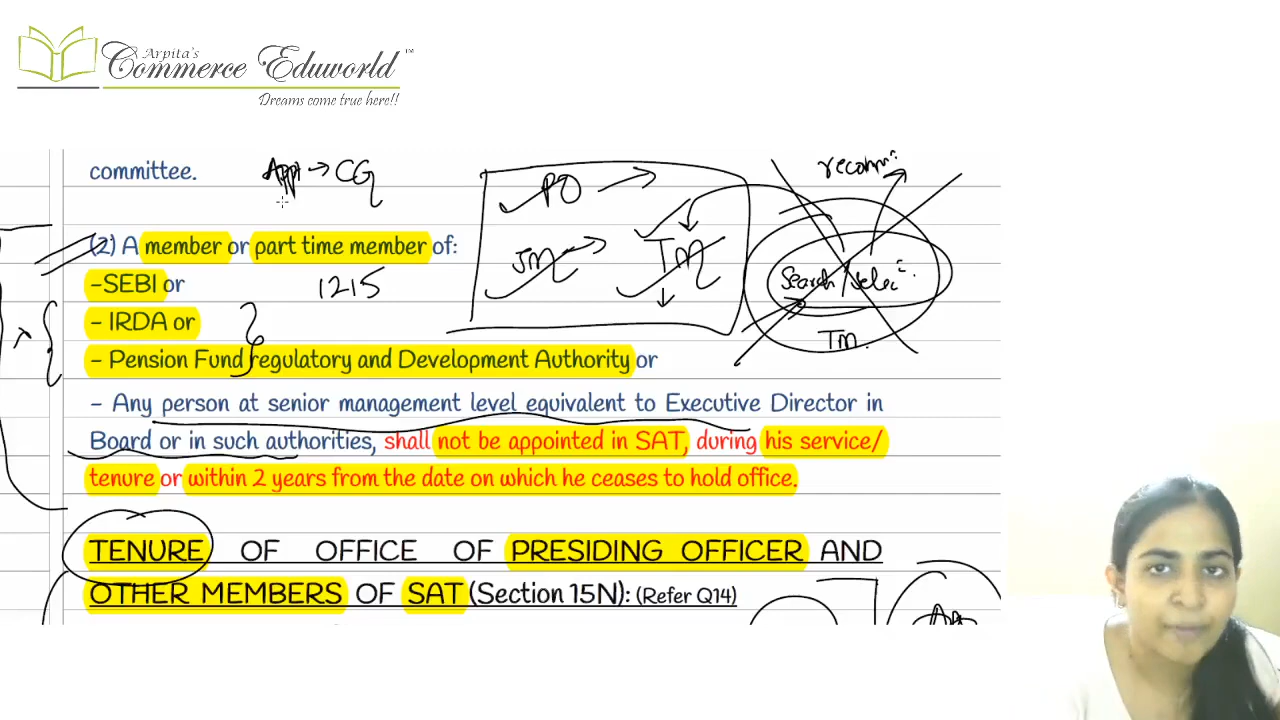 Arpita's
Commerce Eduworld™
Dreams come true here!!
committee.
App → CG
PO
recomm:
(2) A member or part time member of:
JM → TM
-SEBI or
1215
Search / Selec
- IRDA or
TM.
- Pension Fund regulatory and Development Authority or
- Any person at senior management level equivalent to Executive Director in
Board or in such authorities, shall not be appointed in SAT, during his service/
tenure or within 2 years from the date on which he ceases to hold office.
TENURE OF OFFICE OF PRESIDING OFFICER AND
OTHER MEMBERS OF SAT (Section 15N): (Refer Q14)